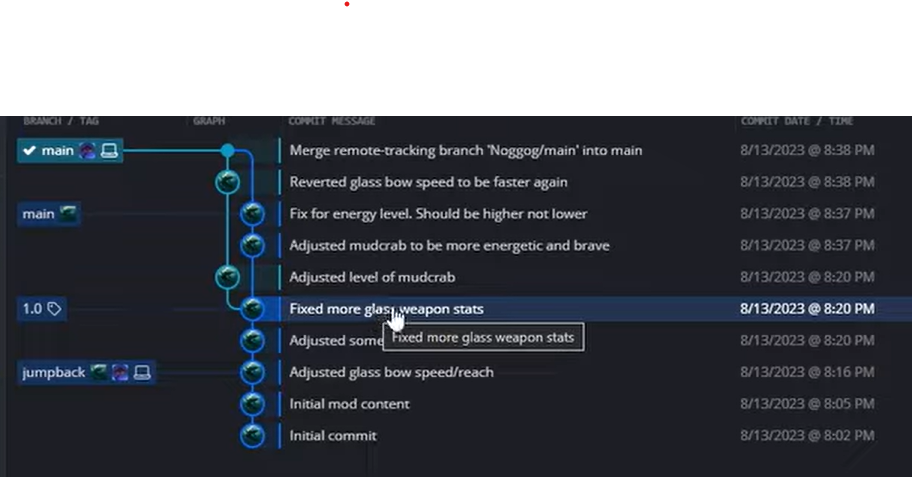 BRANCH / TAG GRAPH COMMIT MESSAGE COMMIT DATE / TIME
main Merge remote-tracking branch 'Noggog/main' into main 8/13/2023 @ 8:38 PM
Reverted glass bow speed to be faster again 8/13/2023 @ 8:38 PM
main Fix for energy level. Should be higher not lower 8/13/2023 @ 8:37 PM
Adjusted mudcrab to be more energetic and brave 8/13/2023 @ 8:37 PM
Adjusted level of mudcrab 8/13/2023 @ 8:20 PM
1.0 Fixed more glass weapon stats 8/13/2023 @ 8:20 PM
Adjusted some 8/13/2023 @ 8:20 PM
Fixed more glass weapon stats
jumpback Adjusted glass bow speed/reach 8/13/2023 @ 8:16 PM
Initial mod content 8/13/2023 @ 8:05 PM
Initial commit 8/13/2023 @ 8:02 PM